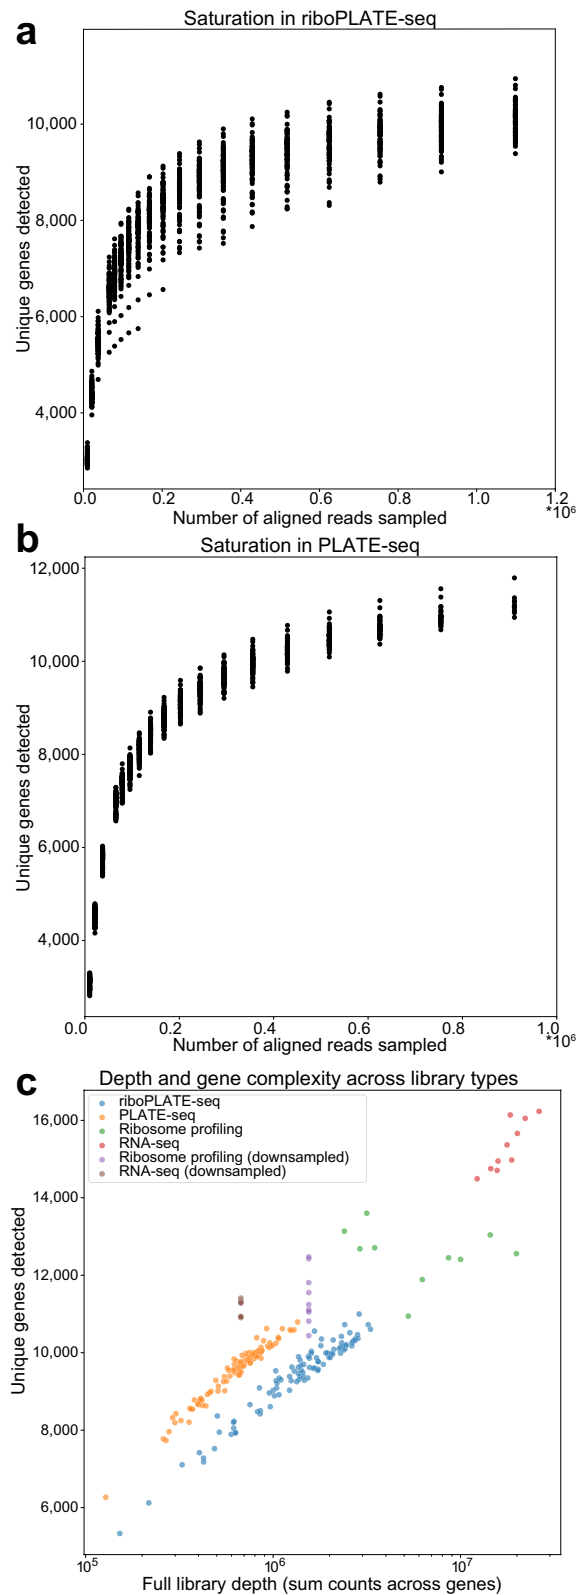 a
Saturation in riboPLATE-seq
Unique genes detected
10,000
8,000
6,000
4,000
0.0 0.2 0.4 0.6 0.8 1.0 1.2
*10⁶
Number of aligned reads sampled
b
Saturation in PLATE-seq
Unique genes detected
12,000
10,000
8,000
6,000
4,000
0.0 0.2 0.4 0.6 0.8 1.0
*10⁶
Number of aligned reads sampled
c
Depth and gene complexity across library types
riboPLATE-seq
PLATE-seq
Ribosome profiling
RNA-seq
Ribosome profiling (downsampled)
RNA-seq (downsampled)
Unique genes detected
16,000
14,000
12,000
10,000
8,000
6,000
10⁵ 10⁶ 10⁷
Full library depth (sum counts across genes)